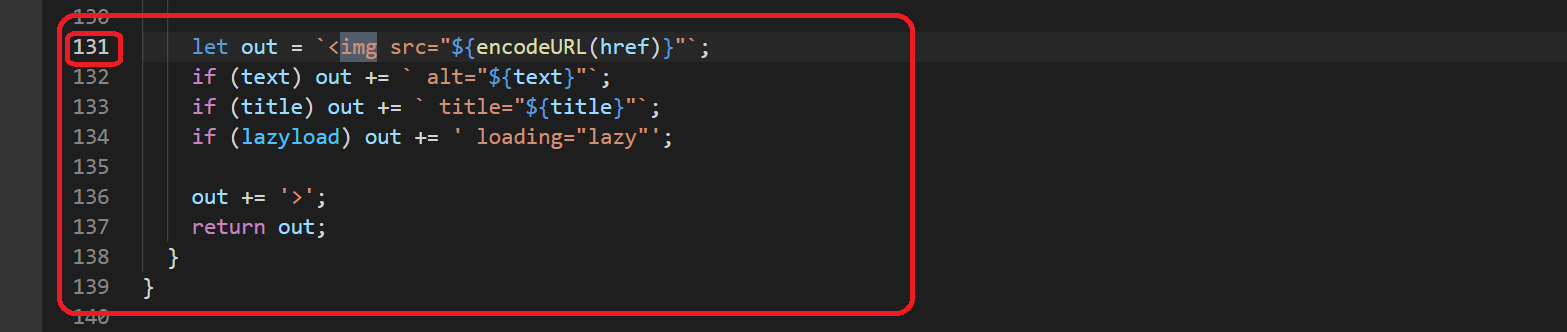 130
131 let out = `<img src="${encodeURL(href)}"`;
132 if (text) out += ` alt="${text}"`;
133 if (title) out += ` title="${title}"`;
134 if (lazyload) out += ' loading="lazy"';
135
136 out += '>';
137 return out;
138 }
139 }
140